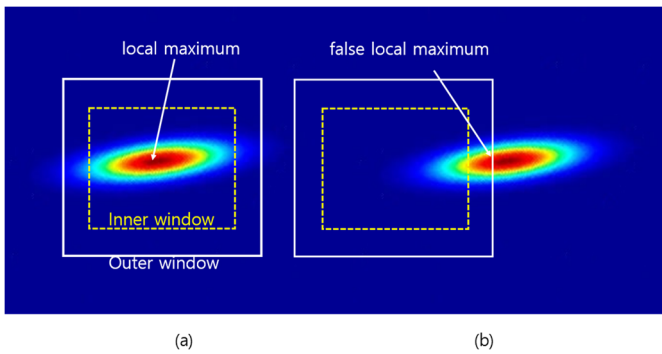 local maximum
false local maximum
Inner window
Outer window
(a)
(b)